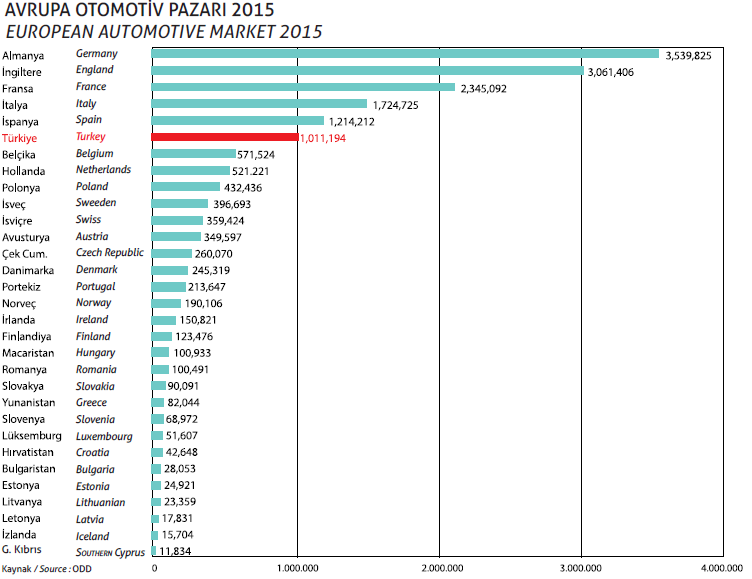 AVRUPA OTOMOTİV PAZARI 2015
EUROPEAN AUTOMOTIVE MARKET 2015
Almanya Germany 3,539,825
İngiltere England 3,061,406
Fransa France 2,345,092
İtalya Italy 1,724,725
İspanya Spain 1,214,212
Türkiye Turkey 1,011,194
Belçika Belgium 571,524
Hollanda Netherlands 521.221
Polonya Poland 432,436
İsveç Sweeden 396,693
İsviçre Swiss 359,424
Avusturya Austria 349,597
Çek Cum. Czech Republic 260,070
Danimarka Denmark 245,319
Portekiz Portugal 213,647
Norveç Norway 190,106
İrlanda Ireland 150,821
Finlandiya Finland 123,476
Macaristan Hungary 100,933
Romanya Romania 100,491
Slovakya Slovakia 90,091
Yunanistan Greece 82,044
Slovenya Slovenia 68,972
Lüksemburg Luxembourg 51,607
Hırvatistan Croatia 42,648
Bulgaristan Bulgaria 28,053
Estonya Estonia 24,921
Litvanya Lithuanian 23,359
Letonya Latvia 17,831
İzlanda Iceland 15,704
G. Kıbrıs Southern Cyprus 11,834
Kaynak / Source : ODD 0 1.000.000 2.000.000 3.000.000 4.000.000